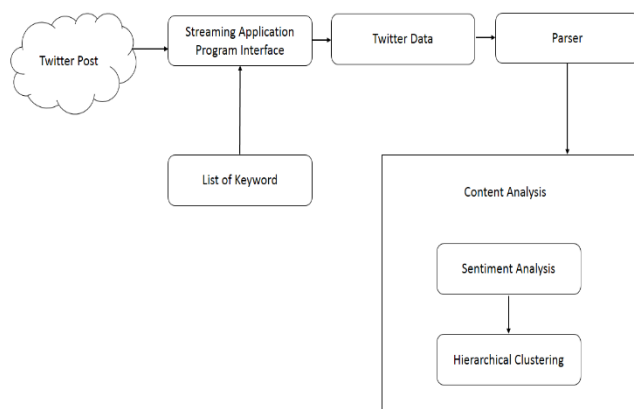 Twitter Post
Streaming Application
Program Interface
Twitter Data
Parser
List of Keyword
Content Analysis
Sentiment Analysis
Hierarchical Clustering